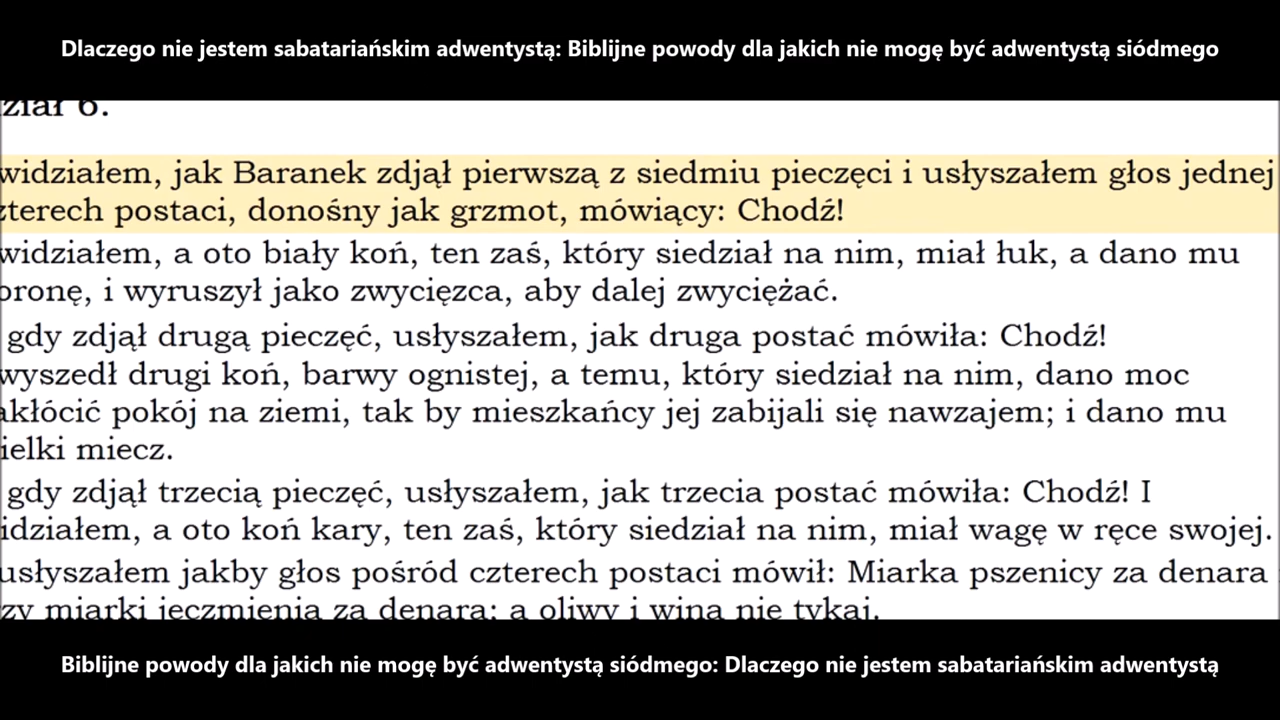 Dlaczego nie jestem sabatariańskim adwentystą: Biblijne powody dla jakich nie mogę być adwentystą siódmego
ział 6.
widziałem, jak Baranek zdjął pierwszą z siedmiu pieczęci i usłyszałem głos jednej
zterech postaci, donośny jak grzmot, mówiący: Chodź!
widziałem, a oto biały koń, ten zaś, który siedział na nim, miał łuk, a dano mu
oronę, i wyruszył jako zwycięzca, aby dalej zwyciężać.
gdy zdjął drugą pieczęć, usłyszałem, jak druga postać mówiła: Chodź!
wyszedł drugi koń, barwy ognistej, a temu, który siedział na nim, dano moc
akłócić pokój na ziemi, tak by mieszkańcy jej zabijali się nawzajem; i dano mu
ielki miecz.
gdy zdjął trzecią pieczęć, usłyszałem, jak trzecia postać mówiła: Chodź! I
idziałem, a oto koń kary, ten zaś, który siedział na nim, miał wagę w ręce swojej.
usłyszałem jakby głos pośród czterech postaci mówił: Miarka pszenicy za denara
zy miarki jęczmienia za denara; a oliwy i wina nie tykaj.
Biblijne powody dla jakich nie mogę być adwentystą siódmego: Dlaczego nie jestem sabatariańskim adwentystą